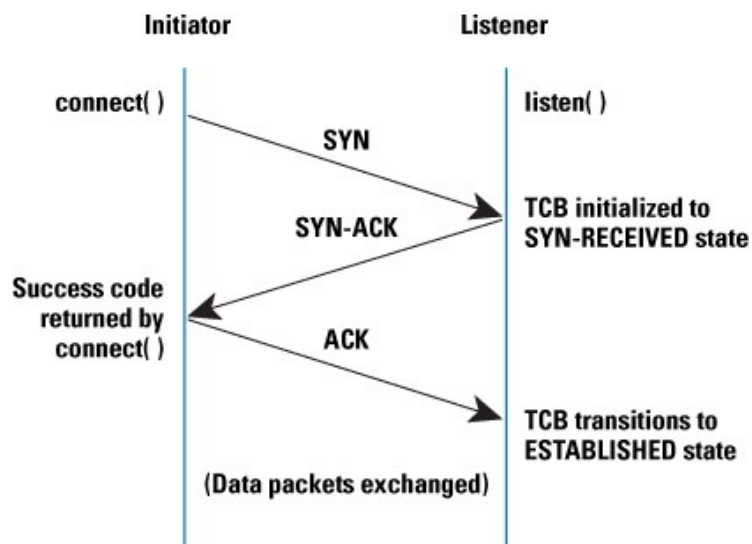 Initiator
Listener
connect( )
listen( )
SYN
TCB initialized to
SYN-RECEIVED state
SYN-ACK
Success code
returned by
connect( )
ACK
TCB transitions to
ESTABLISHED state
(Data packets exchanged)